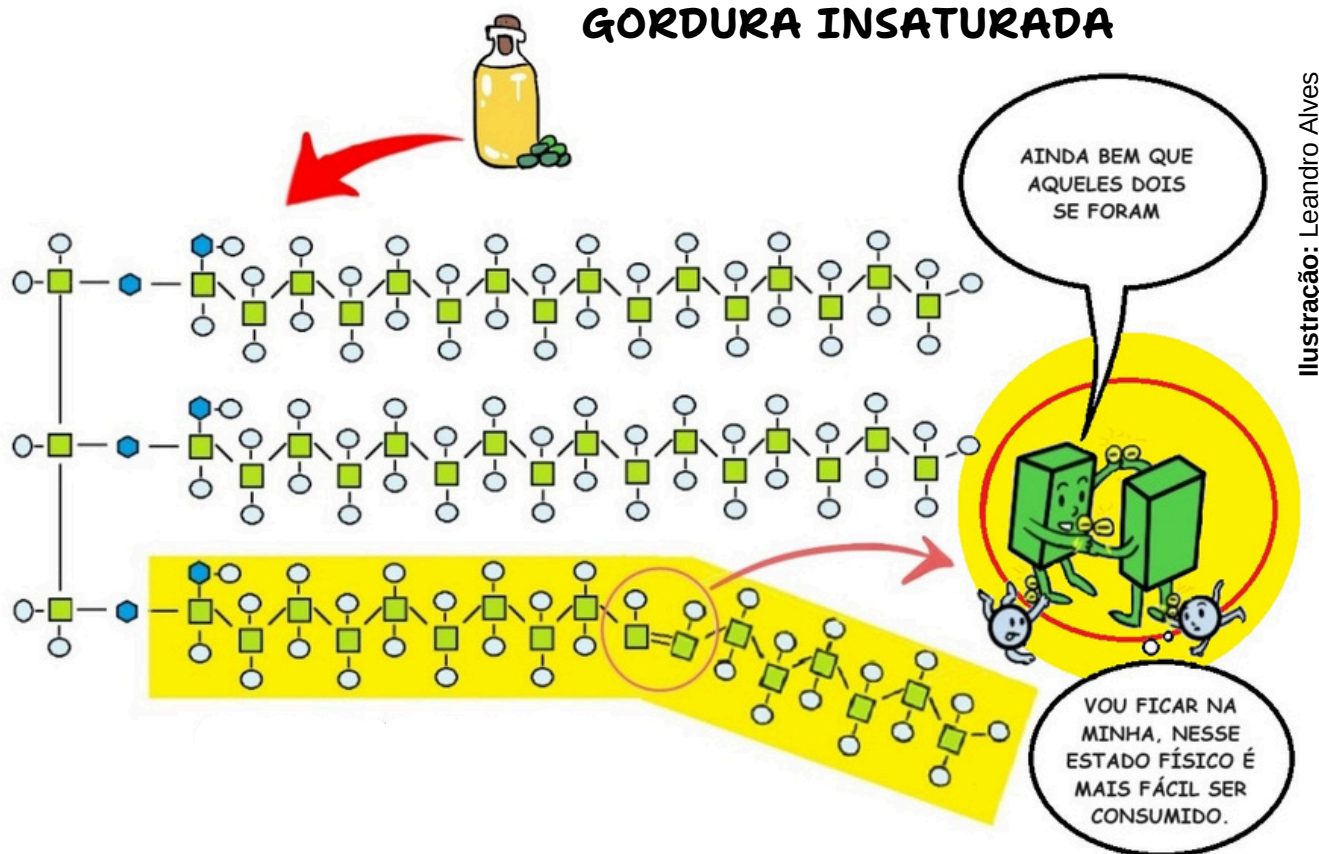 GORDURA INSATURADA
AINDA BEM QUE
AQUELES DOIS
SE FORAM
Ilustração: Leandro Alves
VOU FICAR NA
MINHA, NESSE
ESTADO FÍSICO É
MAIS FÁCIL SER
CONSUMIDO.